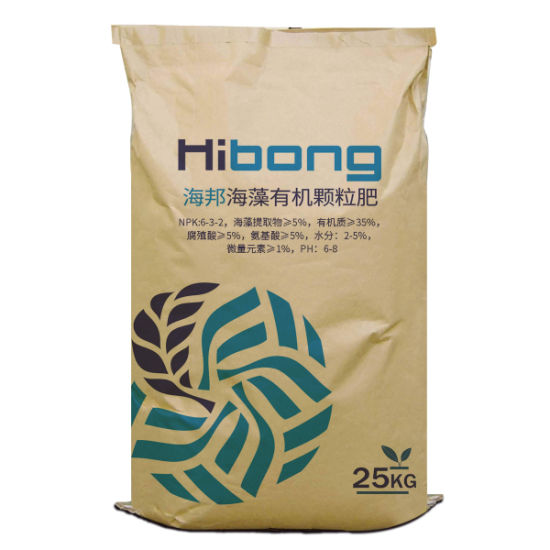 Hibong
海邦海藻有机颗粒肥
NPK:6-3-2，海藻提取物≥5%，有机质≥35%，
腐殖酸≥5%，氨基酸≥5%，水分：2-5%，
微量元素≥1%，PH：6-8
25KG